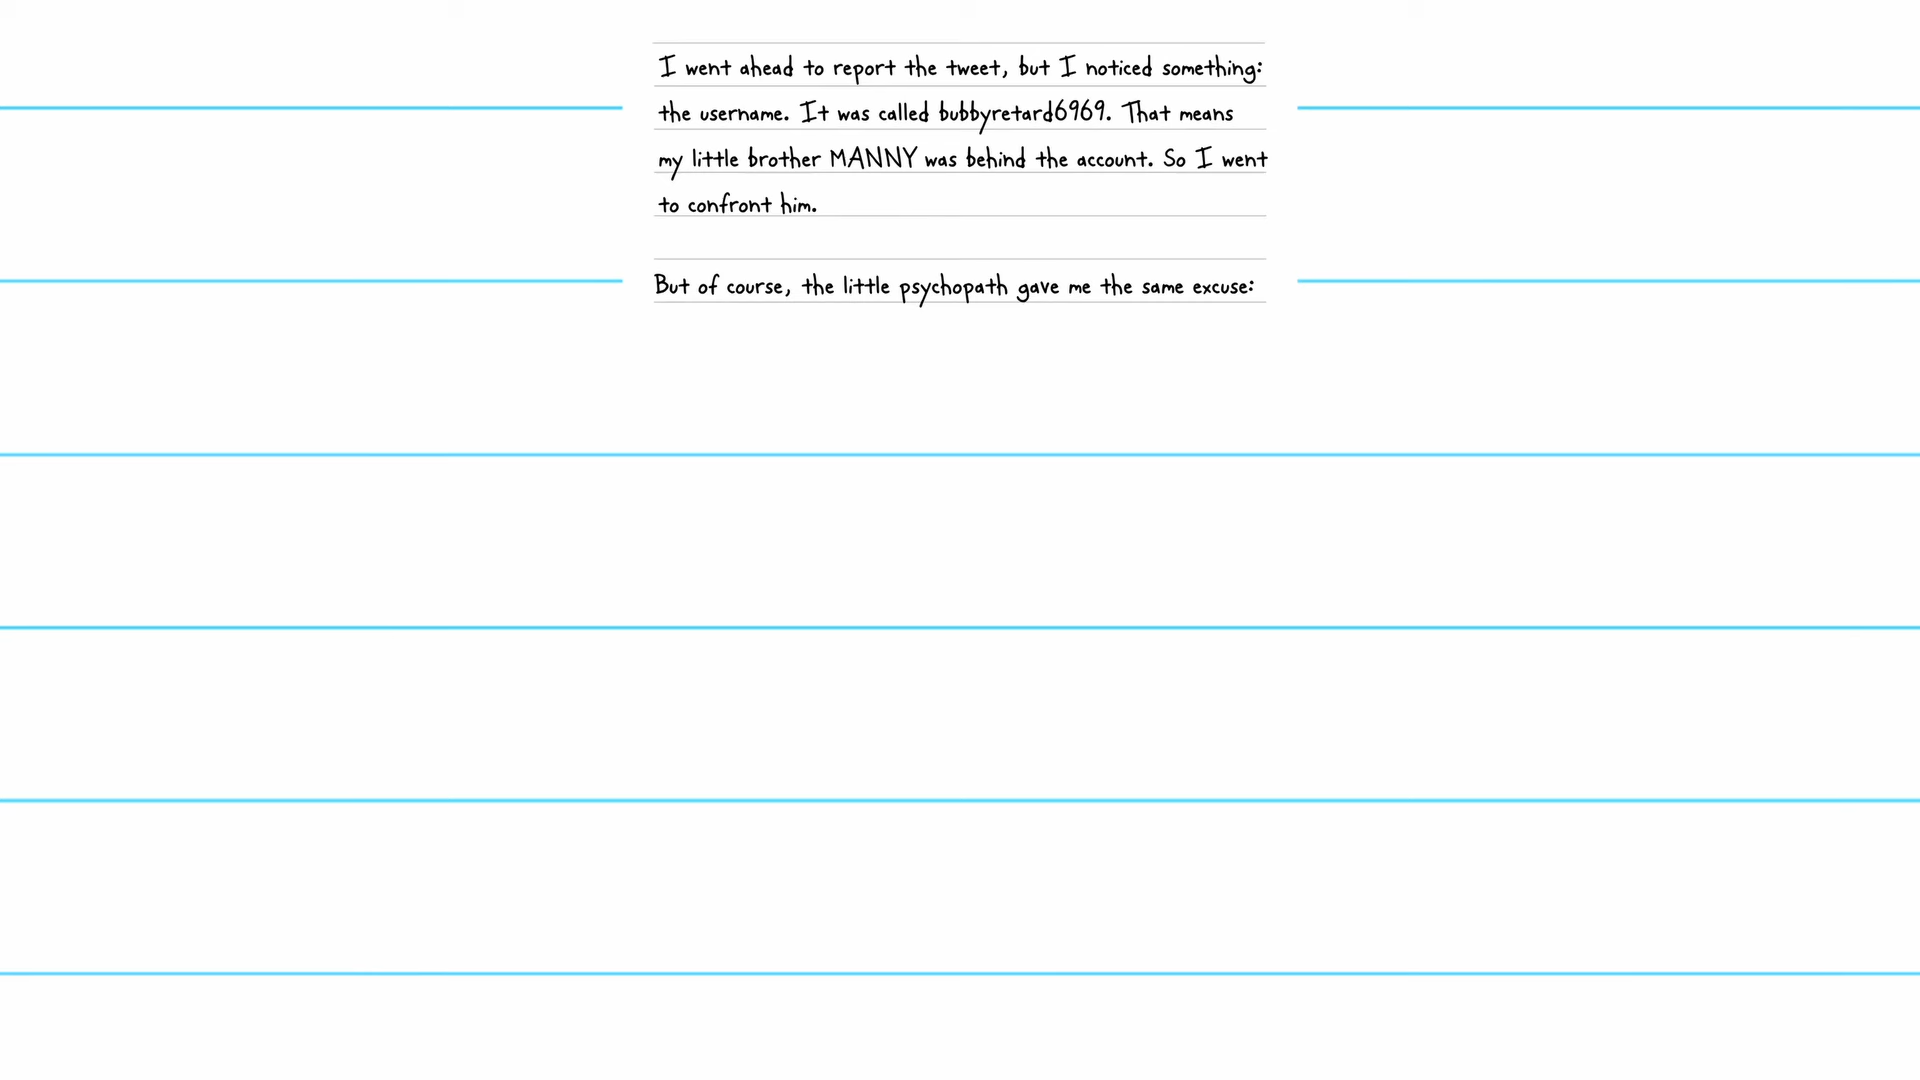 I went ahead to report the tweet, but I noticed something:
the username. It was called bubbyretard6969. That means
my little brother MANNY was behind the account. So I went
to confront him.
But of course, the little psychopath gave me the same excuse: